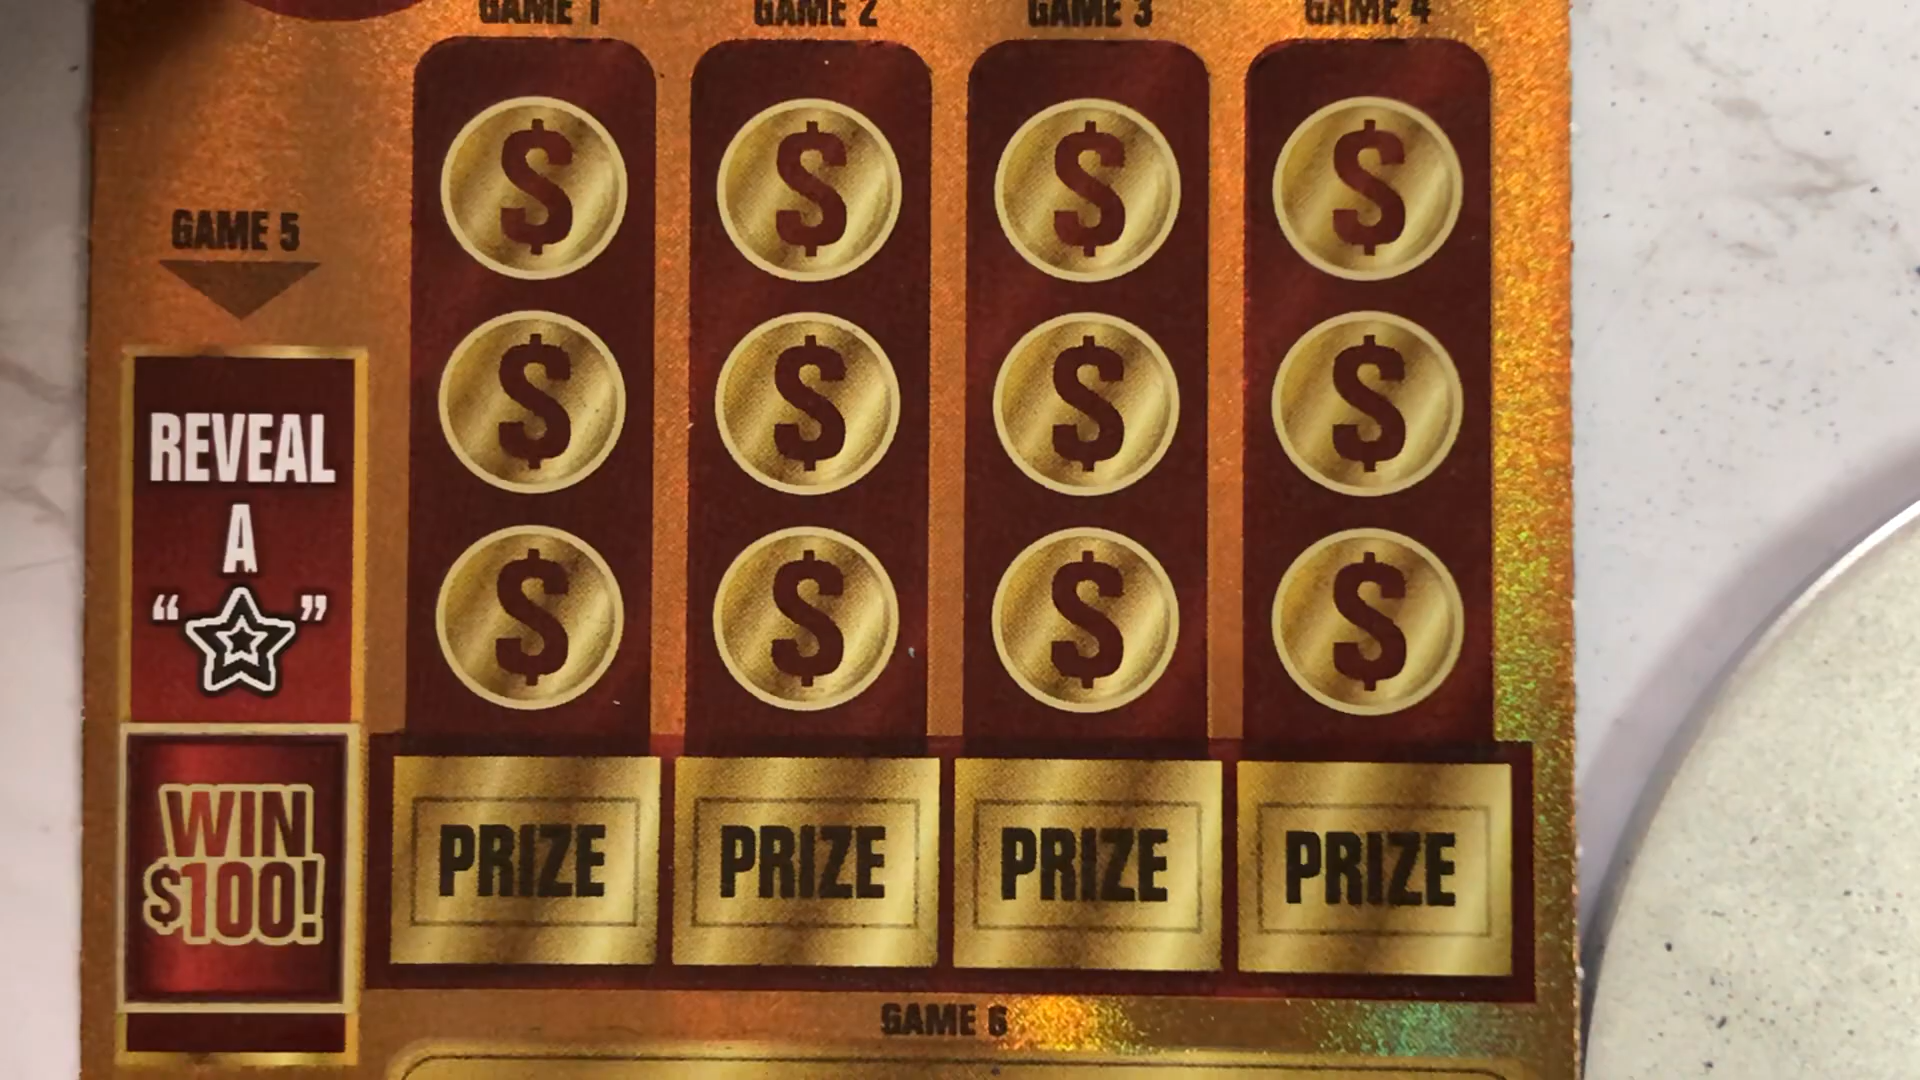 GAME 1 GAME 2 GAME 3 GAME 4
GAME 5
$ $ $ $
$ $ $ $
$ $ $ $
REVEAL
A
“ ”
WIN
$100!
PRIZE PRIZE PRIZE PRIZE
GAME 6